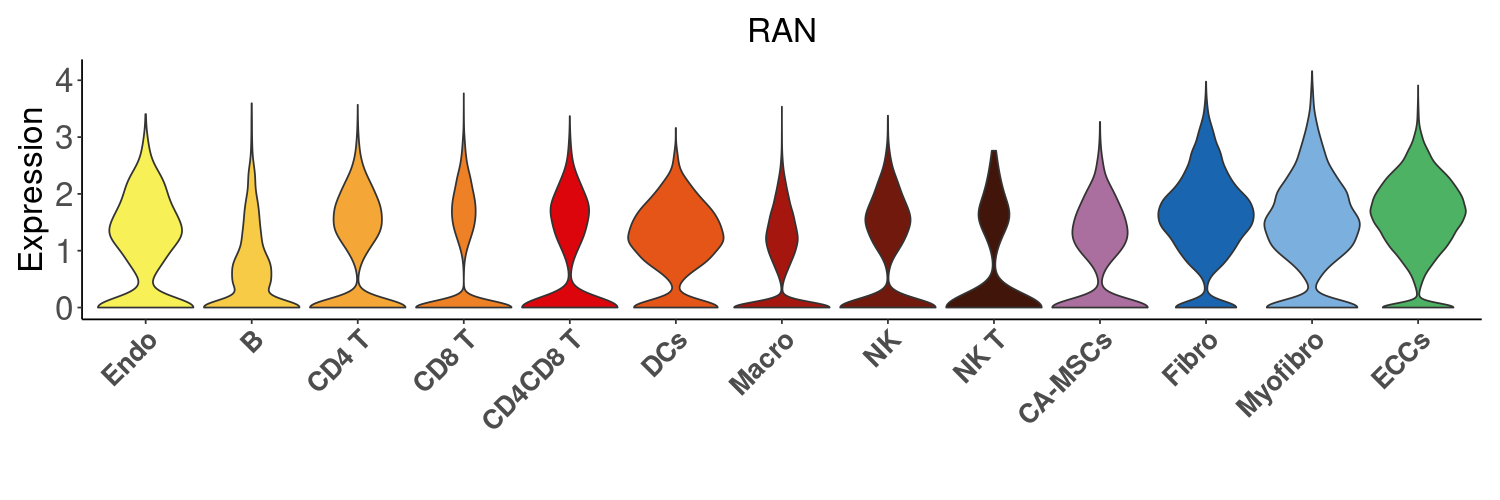 RAN
Expression
4
3
2
1
0
Endo
B
CD4 T
CD8 T
CD4CD8 T
DCs
Macro
NK
NK T
CA-MSCs
Fibro
Myofibro
ECCs